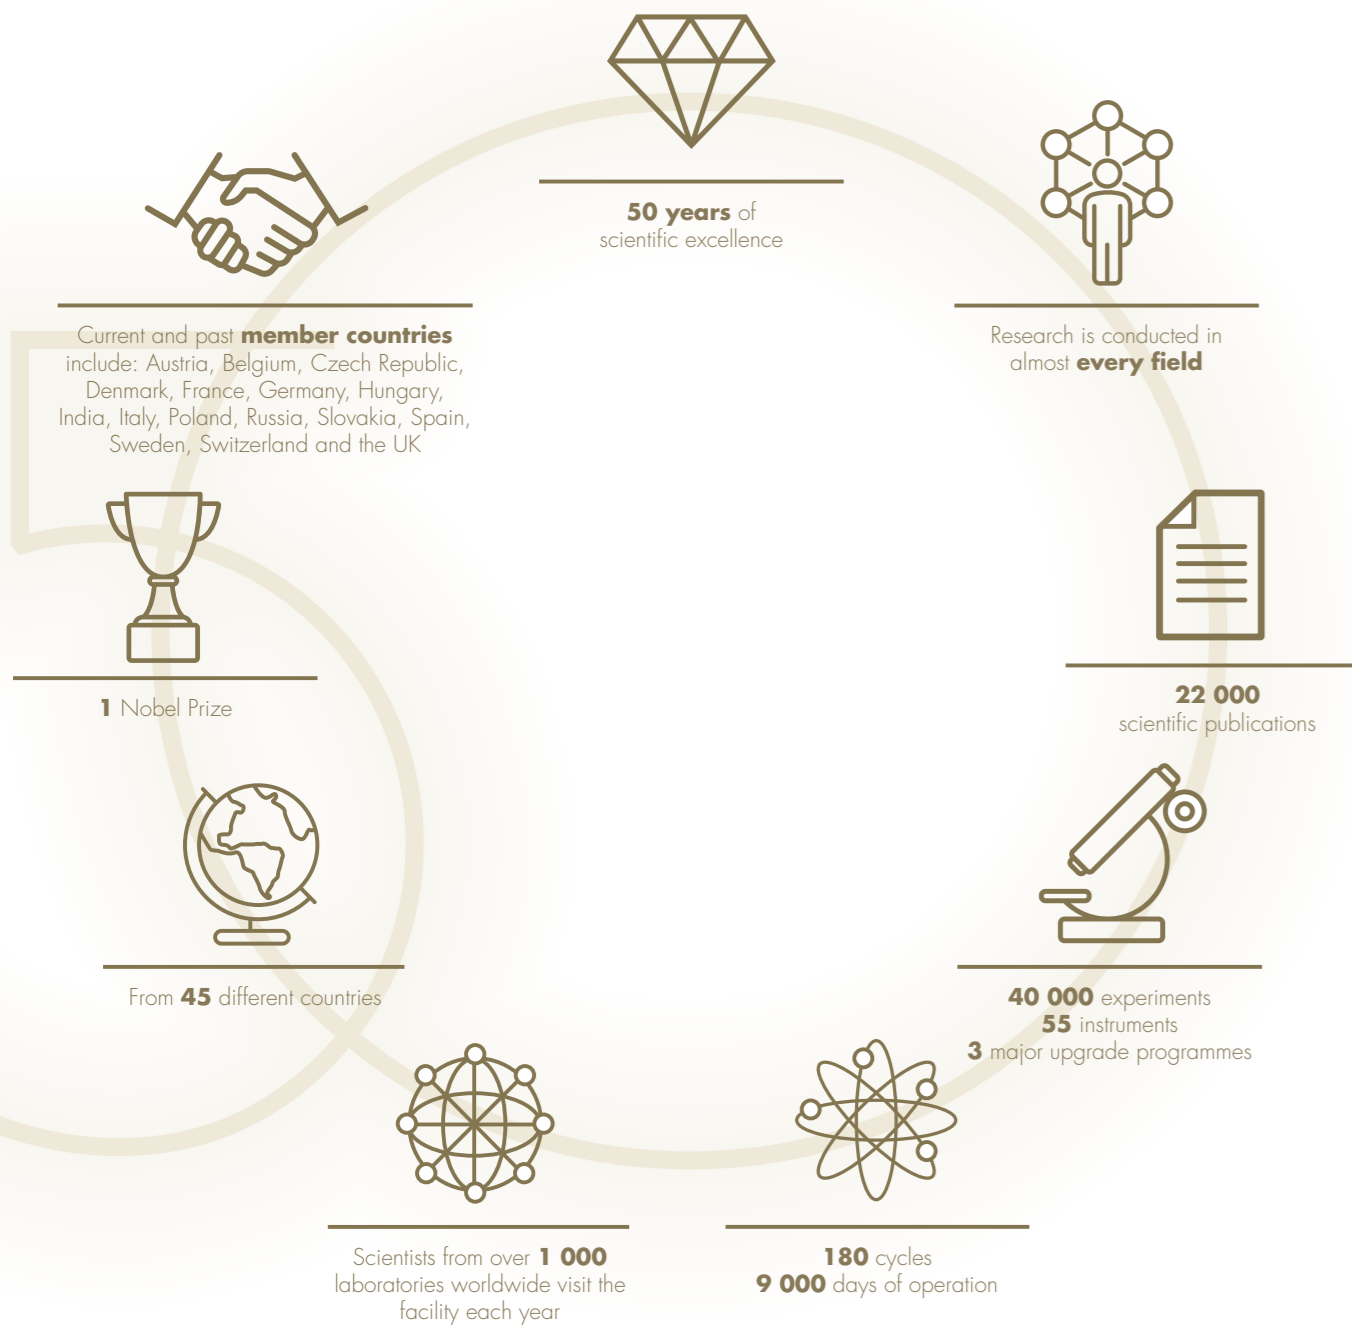 50 years of
scientific excellence
Research is conducted in
almost every field
22 000
scientific publications
40 000 experiments
55 instruments
3 major upgrade programmes
180 cycles
9 000 days of operation
Scientists from over 1 000
laboratories worldwide visit the
facility each year
From 45 different countries
1 Nobel Prize
Current and past member countries
include: Austria, Belgium, Czech Republic,
Denmark, France, Germany, Hungary,
India, Italy, Poland, Russia, Slovakia, Spain,
Sweden, Switzerland and the UK